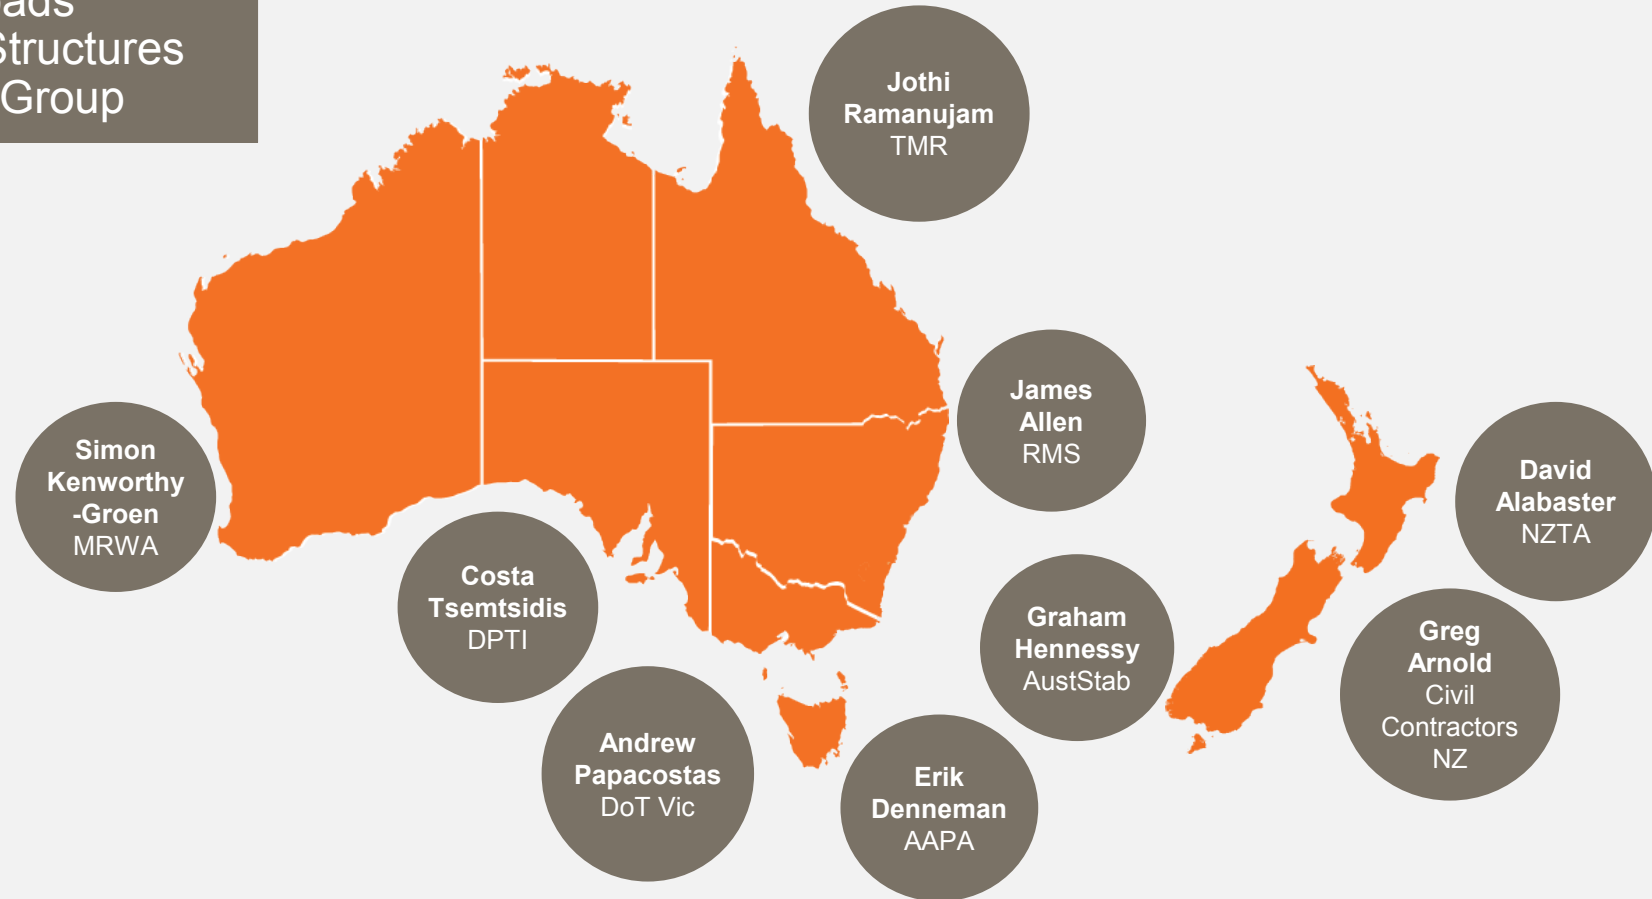 Structures
Group
Jothi
Ramanujam
TMR
James
Allen
RMS
Simon
Kenworthy
-Groen
MRWA
David
Alabaster
NZTA
Costa
Tsemtsidis
DPTI
Graham
Hennessy
AustStab
Greg
Arnold
Civil
Contractors
NZ
Andrew
Papacostas
DoT Vic
Erik
Denneman
AAPA